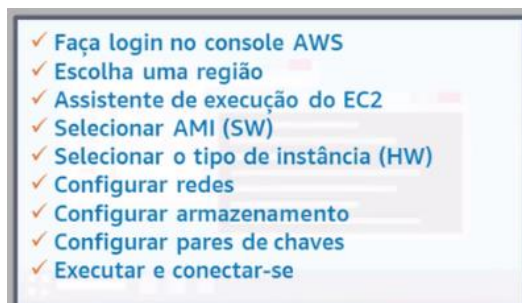 ✓ Faça login no console AWS
✓ Escolha uma região
✓ Assistente de execução do EC2
✓ Selecionar AMI (SW)
✓ Selecionar o tipo de instância (HW)
✓ Configurar redes
✓ Configurar armazenamento
✓ Configurar pares de chaves
✓ Executar e conectar-se